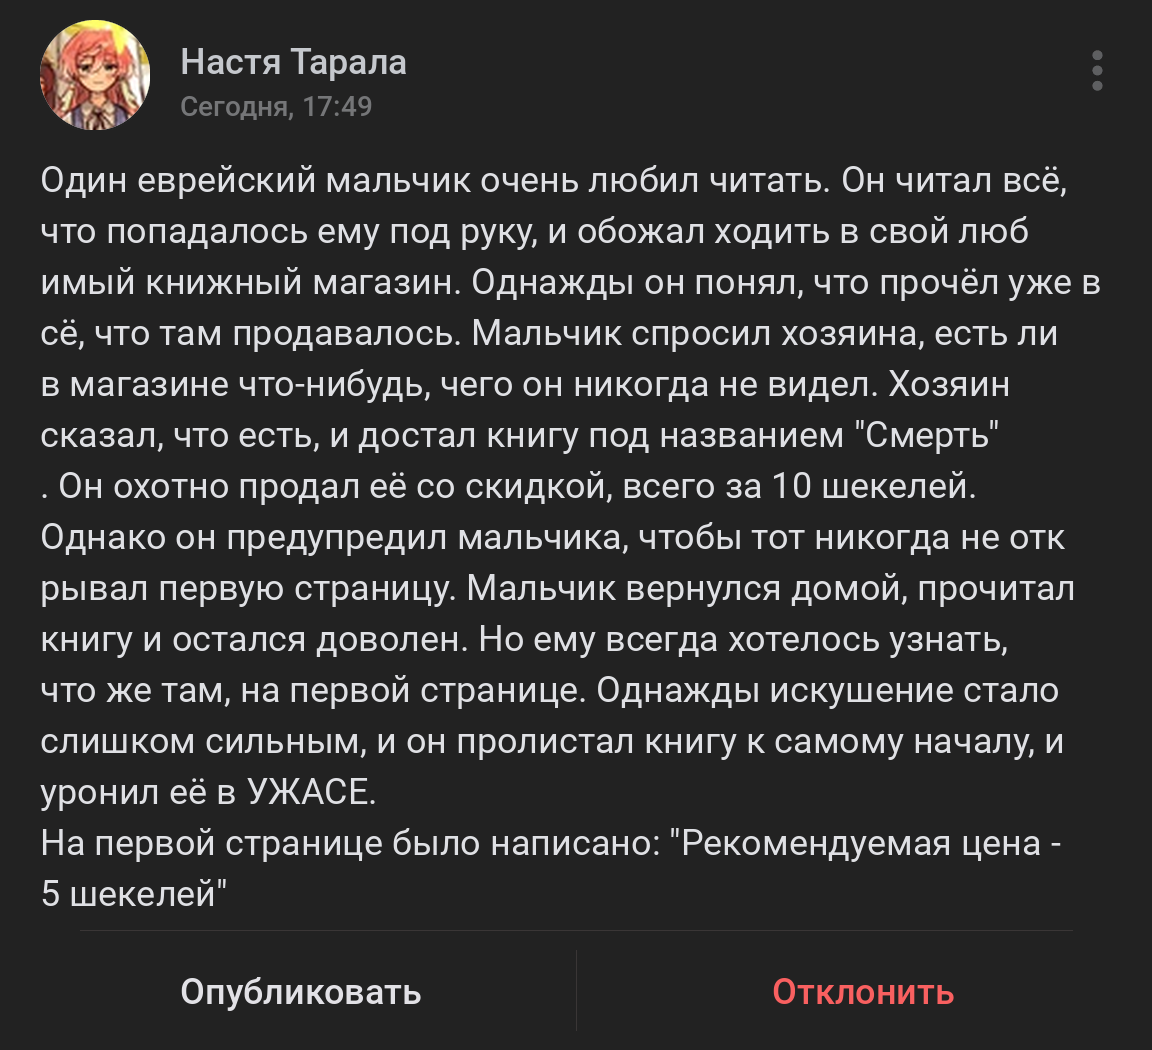 Настя Тарала
Сегодня, 17:49
Один еврейский мальчик очень любил читать. Он читал всё,
что попадалось ему под руку, и обожал ходить в свой люб
имый книжный магазин. Однажды он понял, что прочёл уже в
сё, что там продавалось. Мальчик спросил хозяина, есть ли
в магазине что-нибудь, чего он никогда не видел. Хозяин
сказал, что есть, и достал книгу под названием "Смерть"
. Он охотно продал её со скидкой, всего за 10 шекелей.
Однако он предупредил мальчика, чтобы тот никогда не отк
рывал первую страницу. Мальчик вернулся домой, прочитал
книгу и остался доволен. Но ему всегда хотелось узнать,
что же там, на первой странице. Однажды искушение стало
слишком сильным, и он пролистал книгу к самому началу, и
уронил её в УЖАСЕ.
На первой странице было написано: "Рекомендуемая цена -
5 шекелей"
Опубликовать
Отклонить